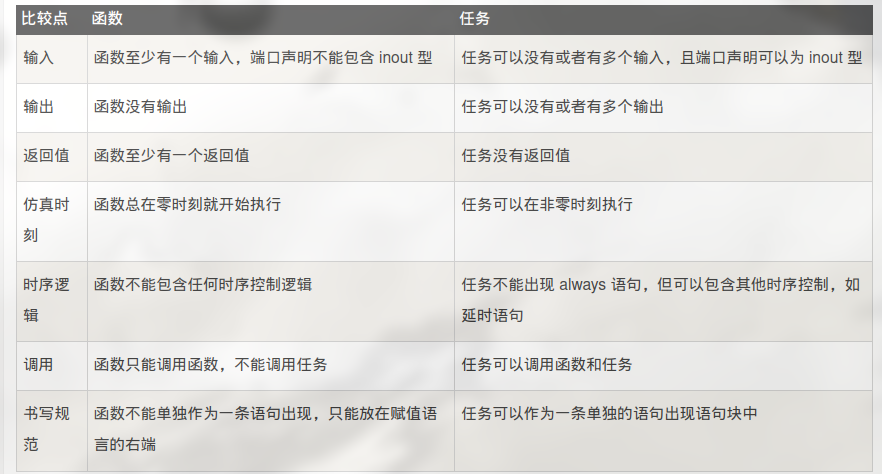 比较点 函数 任务
输入 函数至少有一个输入，端口声明不能包含 inout 型 任务可以没有或者有多个输入，且端口声明可以为 inout 型
输出 函数没有输出 任务可以没有或者有多个输出
返回值 函数至少有一个返回值 任务没有返回值
仿真时 函数总在零时刻就开始执行 任务可以在非零时刻执行
刻
时序逻 函数不能包含任何时序控制逻辑 任务不能出现 always 语句，但可以包含其他时序控制，如
辑 延时语句
调用 函数只能调用函数，不能调用任务 任务可以调用函数和任务
书写规 函数不能单独作为一条语句出现，只能放在赋值语 任务可以作为一条单独的语句出现语句块中
范 言的右端